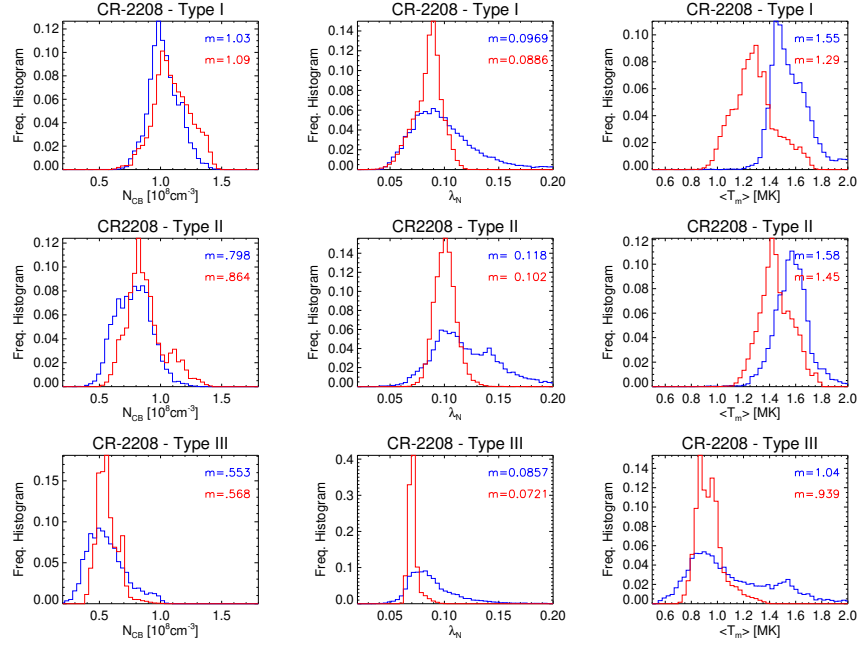 CR-2208 - Type I
m=1.03
m=1.09
Freq. Histogram
0.12
0.10
0.08
0.06
0.04
0.02
0.00
0.5 1.0 1.5
N_CB [10^8cm^-3]
CR-2208 - Type I
m=0.0969
m=0.0886
Freq. Histogram
0.14
0.12
0.10
0.08
0.06
0.04
0.02
0.00
0.05 0.10 0.15 0.20
λ_N
CR-2208 - Type I
m=1.55
m=1.29
Freq. Histogram
0.10
0.08
0.06
0.04
0.02
0.00
0.6 0.8 1.0 1.2 1.4 1.6 1.8 2.0
<T_m> [MK]
CR2208 - Type II
m=.798
m=.864
Freq. Histogram
0.12
0.10
0.08
0.06
0.04
0.02
0.00
0.5 1.0 1.5
N_CB [10^8cm^-3]
CR2208 - Type II
m= 0.118
m= 0.102
Freq. Histogram
0.14
0.12
0.10
0.08
0.06
0.04
0.02
0.00
0.05 0.10 0.15 0.20
λ_N
CR2208 - Type II
m=1.58
m=1.45
Freq. Histogram
0.12
0.10
0.08
0.06
0.04
0.02
0.00
0.6 0.8 1.0 1.2 1.4 1.6 1.8 2.0
<T_m> [MK]
CR-2208 - Type III
m=.553
m=.568
Freq. Histogram
0.15
0.10
0.05
0.00
0.5 1.0 1.5
N_CB [10^8cm^-3]
CR-2208 - Type III
m=0.0857
m=0.0721
Freq. Histogram
0.4
0.3
0.2
0.1
0.0
0.05 0.10 0.15 0.20
λ_N
CR-2208 - Type III
m=1.04
m=.939
Freq. Histogram
0.14
0.12
0.10
0.08
0.06
0.04
0.02
0.00
0.6 0.8 1.0 1.2 1.4 1.6 1.8 2.0
<T_m> [MK]